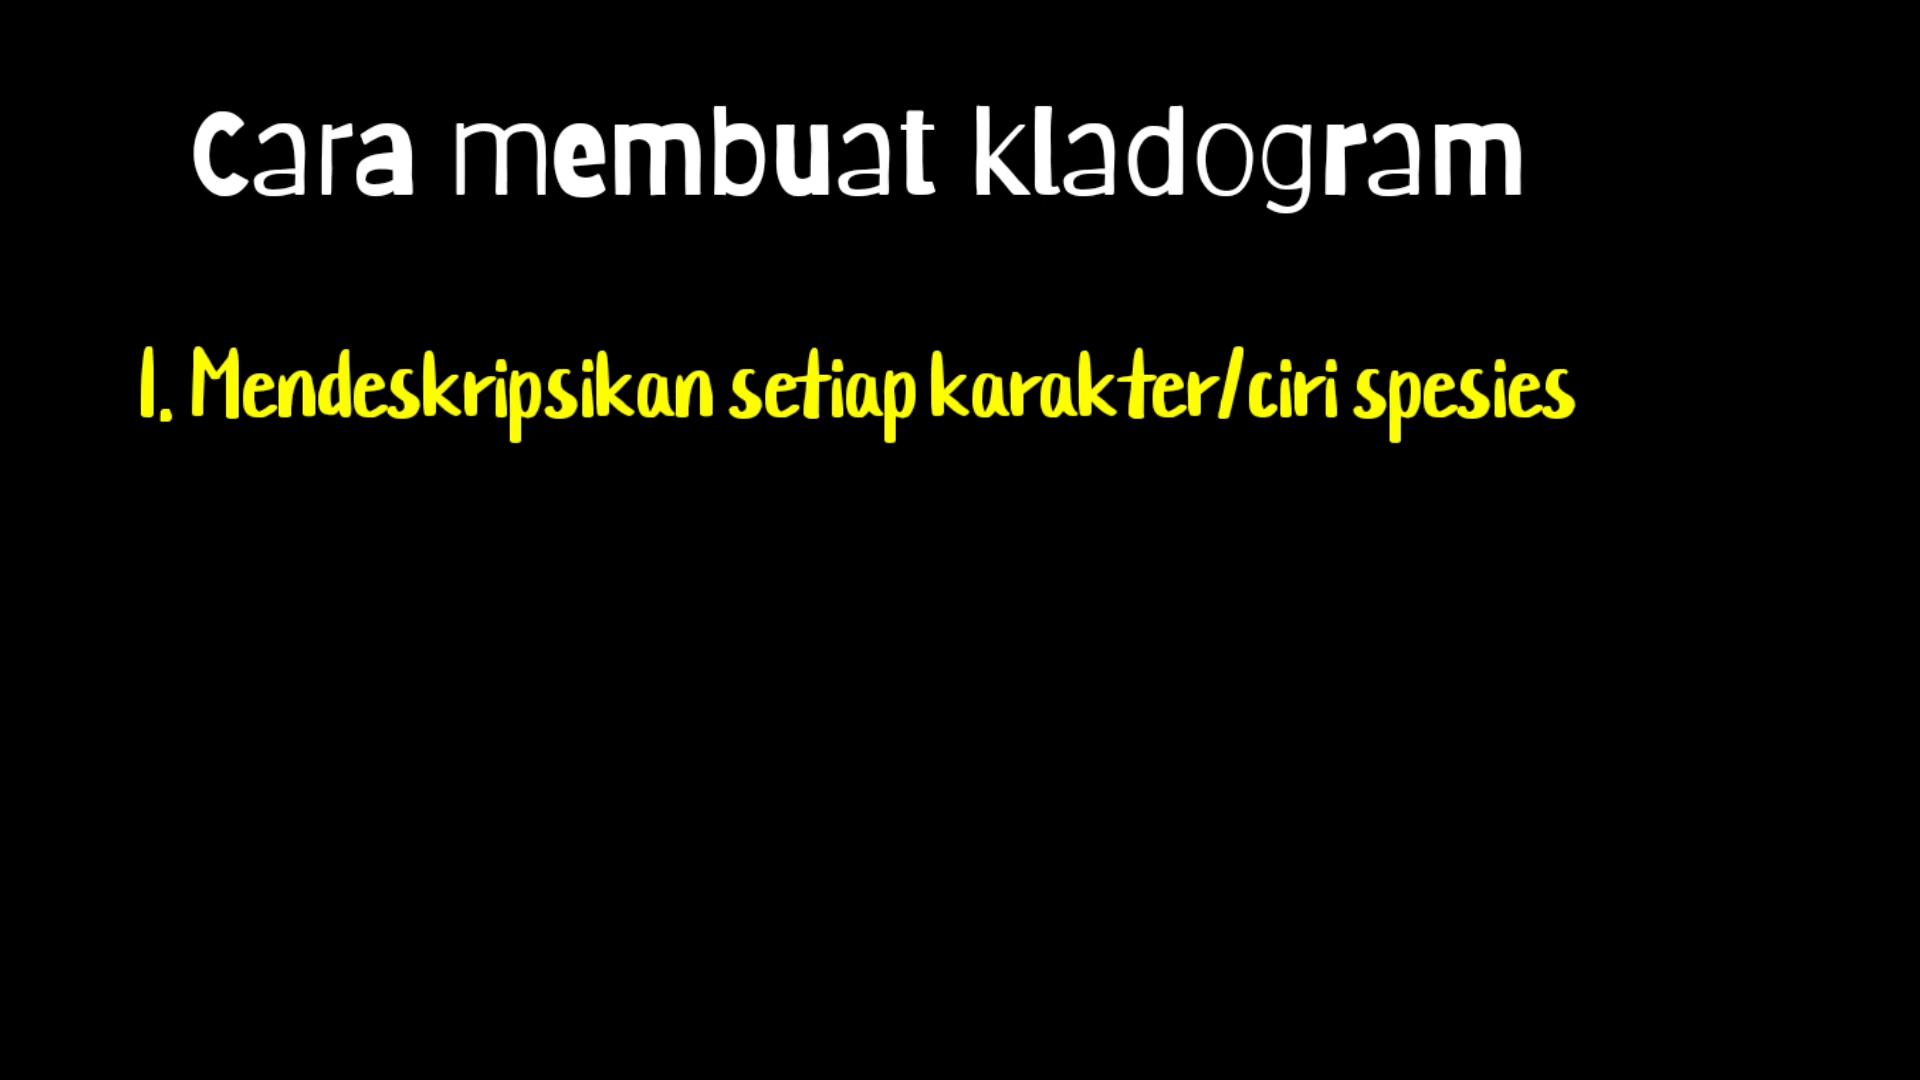 Cara membuat kladogram
1. Mendeskripsikan setiap karakter/ciri spesies